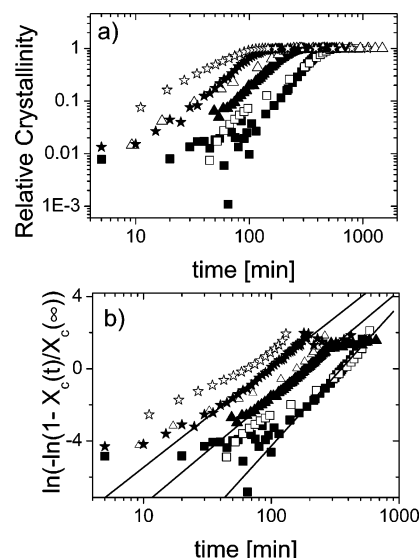 a)
Relative Crystallinity
1
0.1
0.01
1E-3
10 100 1000
time [min]
b)
ln(-ln(1- X_c(t)/X_c(∞))
4
0
-4
10 100 1000
time [min]